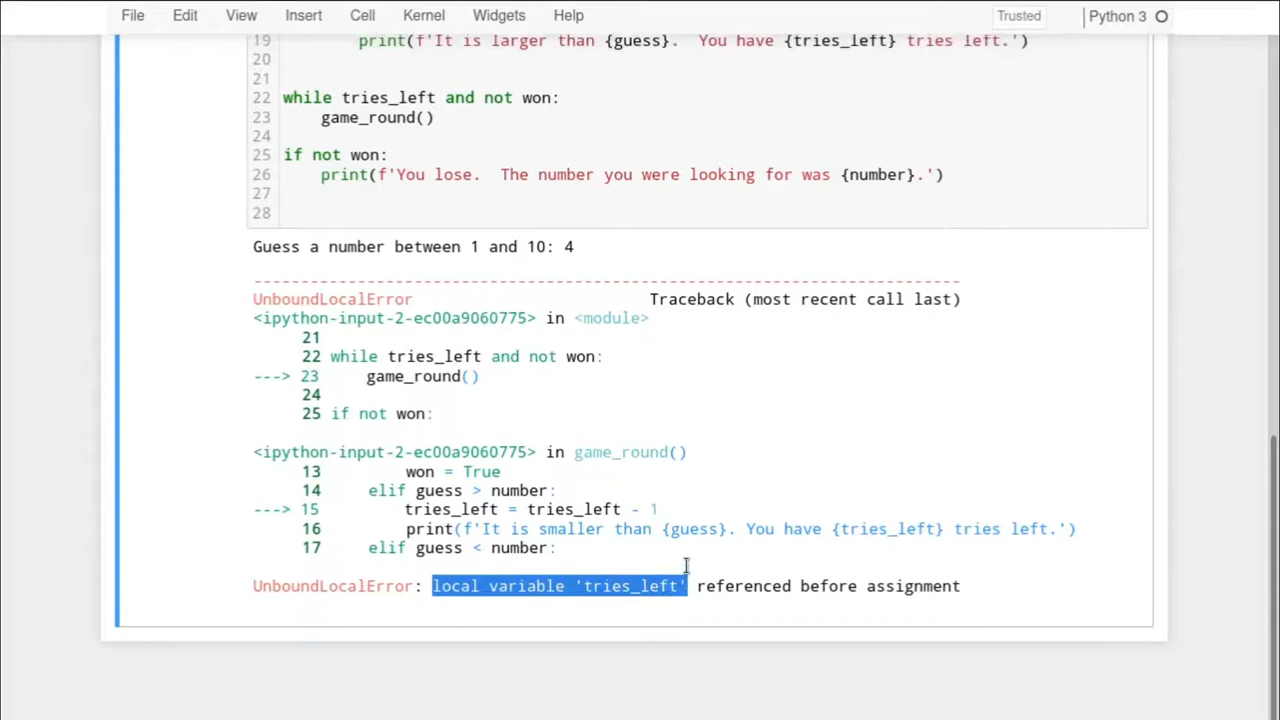 File Edit View Insert Cell Kernel Widgets Help Trusted Python 3
19 print(f'It is larger than {guess}.  You have {tries_left} tries left.')
20
21
22 while tries_left and not won:
23     game_round()
24
25 if not won:
26     print(f'You lose.  The number you were looking for was {number}.')
27
28
Guess a number between 1 and 10: 4
---------------------------------------------------------------------------
UnboundLocalError                         Traceback (most recent call last)
<ipython-input-2-ec00a9060775> in <module>
     21
     22 while tries_left and not won:
---> 23     game_round()
     24
     25 if not won:
<ipython-input-2-ec00a9060775> in game_round()
     13         won = True
     14     elif guess > number:
---> 15         tries_left = tries_left - 1
     16         print(f'It is smaller than {guess}. You have {tries_left} tries left.')
     17     elif guess < number:
UnboundLocalError: local variable 'tries_left' referenced before assignment